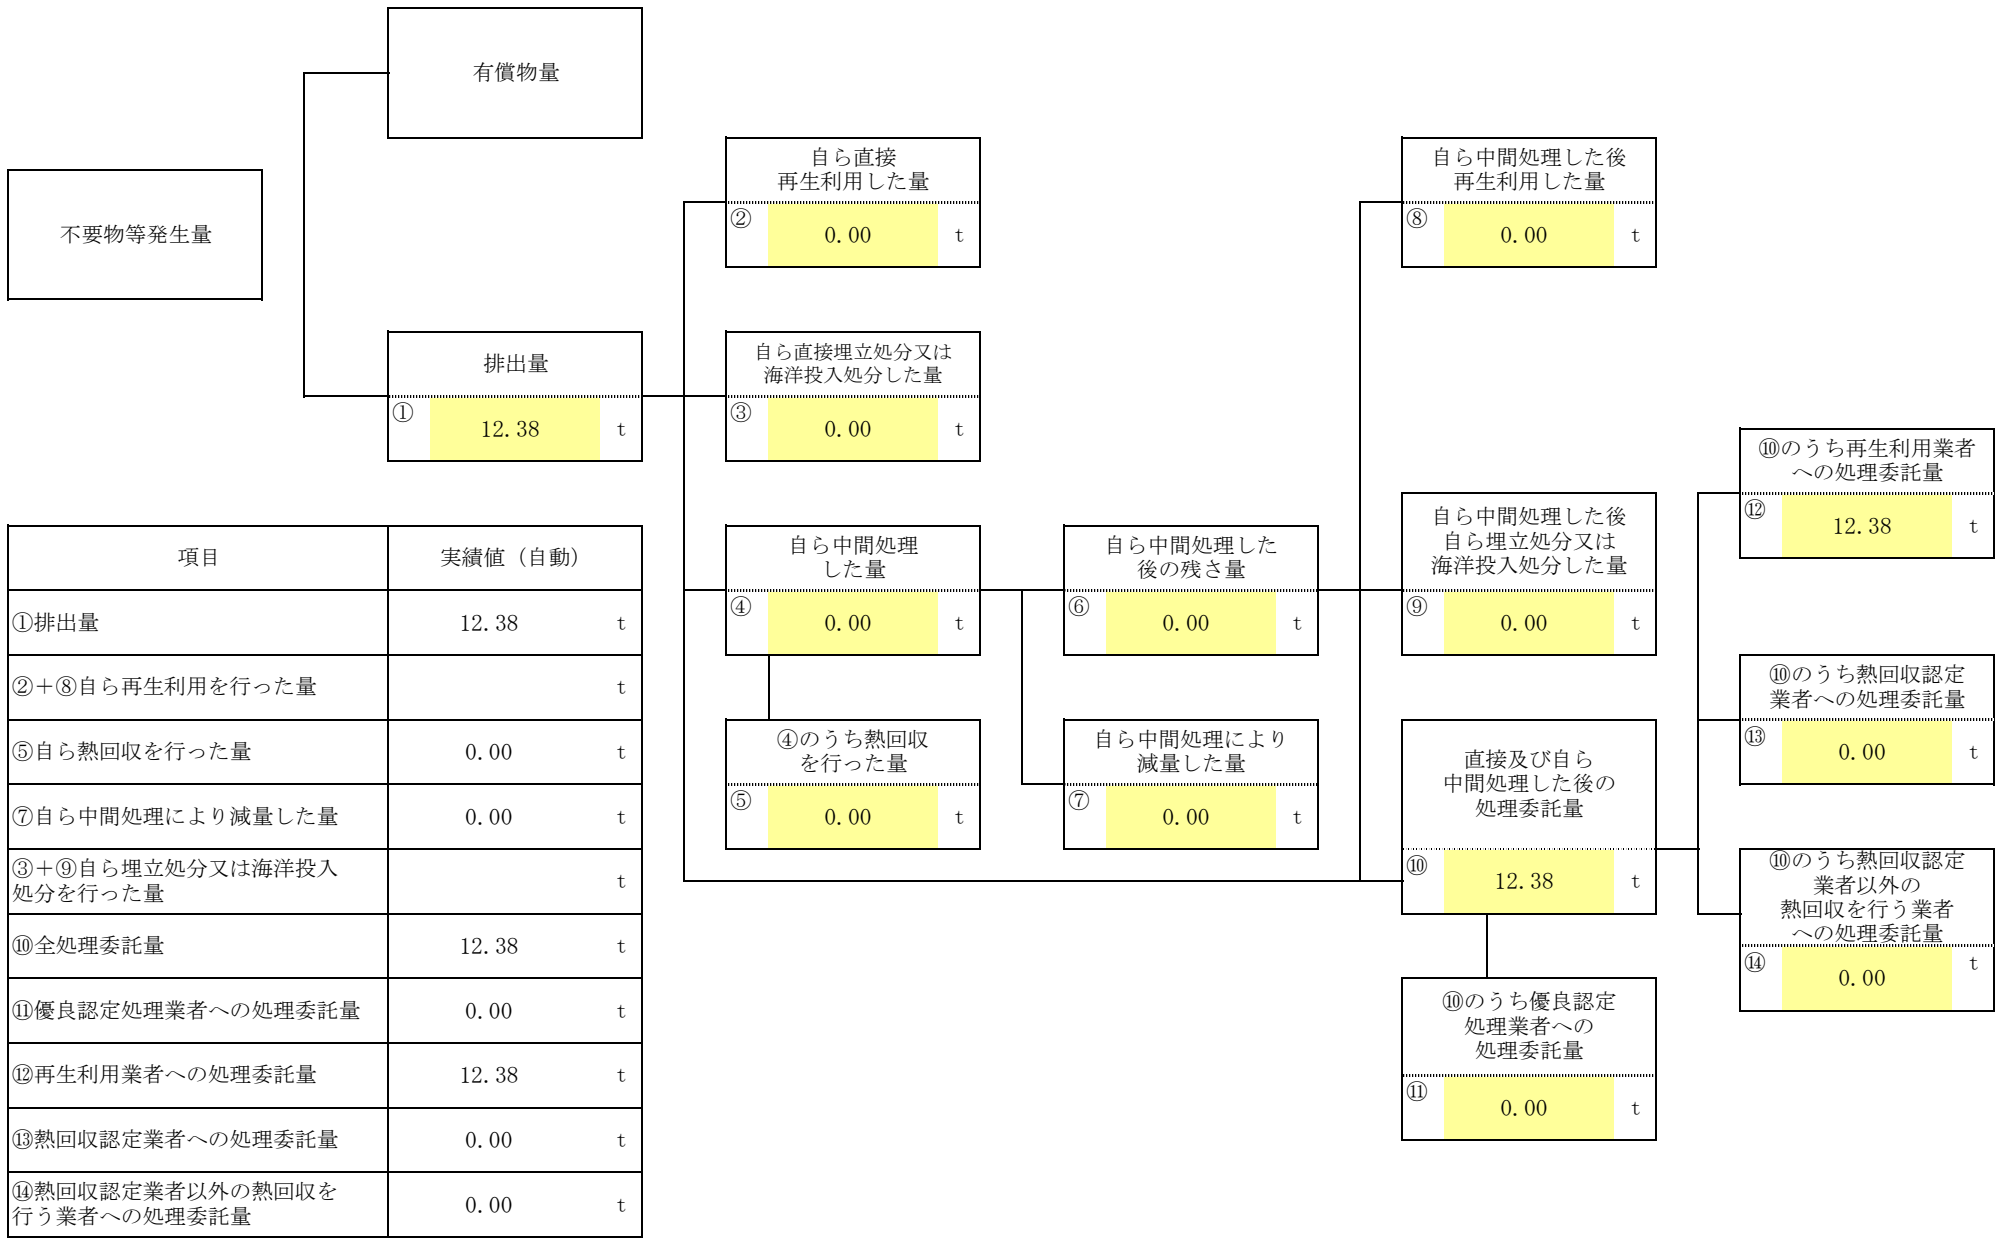 有償物量
不要物等発生量
排出量
①
12.38
t
自ら直接
再生利用した量
②
0.00
t
自ら直接埋立処分又は
海洋投入処分した量
③
0.00
t
自ら中間処理
した量
④
0.00
t
④のうち熱回収
を行った量
⑤
0.00
t
自ら中間処理した
後の残さ量
⑥
0.00
t
自ら中間処理により
減量した量
⑦
0.00
t
自ら中間処理した後
再生利用した量
⑧
0.00
t
自ら中間処理した後
自ら埋立処分又は
海洋投入処分した量
⑨
0.00
t
直接及び自ら
中間処理した後の
処理委託量
⑩
12.38
t
⑩のうち優良認定
処理業者への
処理委託量
⑪
0.00
t
⑩のうち再生利用業者
への処理委託量
⑫
12.38
t
⑩のうち熱回収認定
業者への処理委託量
⑬
0.00
t
⑩のうち熱回収認定
業者以外の
熱回収を行う業者
への処理委託量
⑭
0.00
t
項目 実績値（自動）
①排出量 12.38 t
②＋⑧自ら再生利用を行った量 t
⑤自ら熱回収を行った量 0.00 t
⑦自ら中間処理により減量した量 0.00 t
③＋⑨自ら埋立処分又は海洋投入
処分を行った量 t
⑩全処理委託量 12.38 t
⑪優良認定処理業者への処理委託量 0.00 t
⑫再生利用業者への処理委託量 12.38 t
⑬熱回収認定業者への処理委託量 0.00 t
⑭熱回収認定業者以外の熱回収を
行う業者への処理委託量 0.00 t